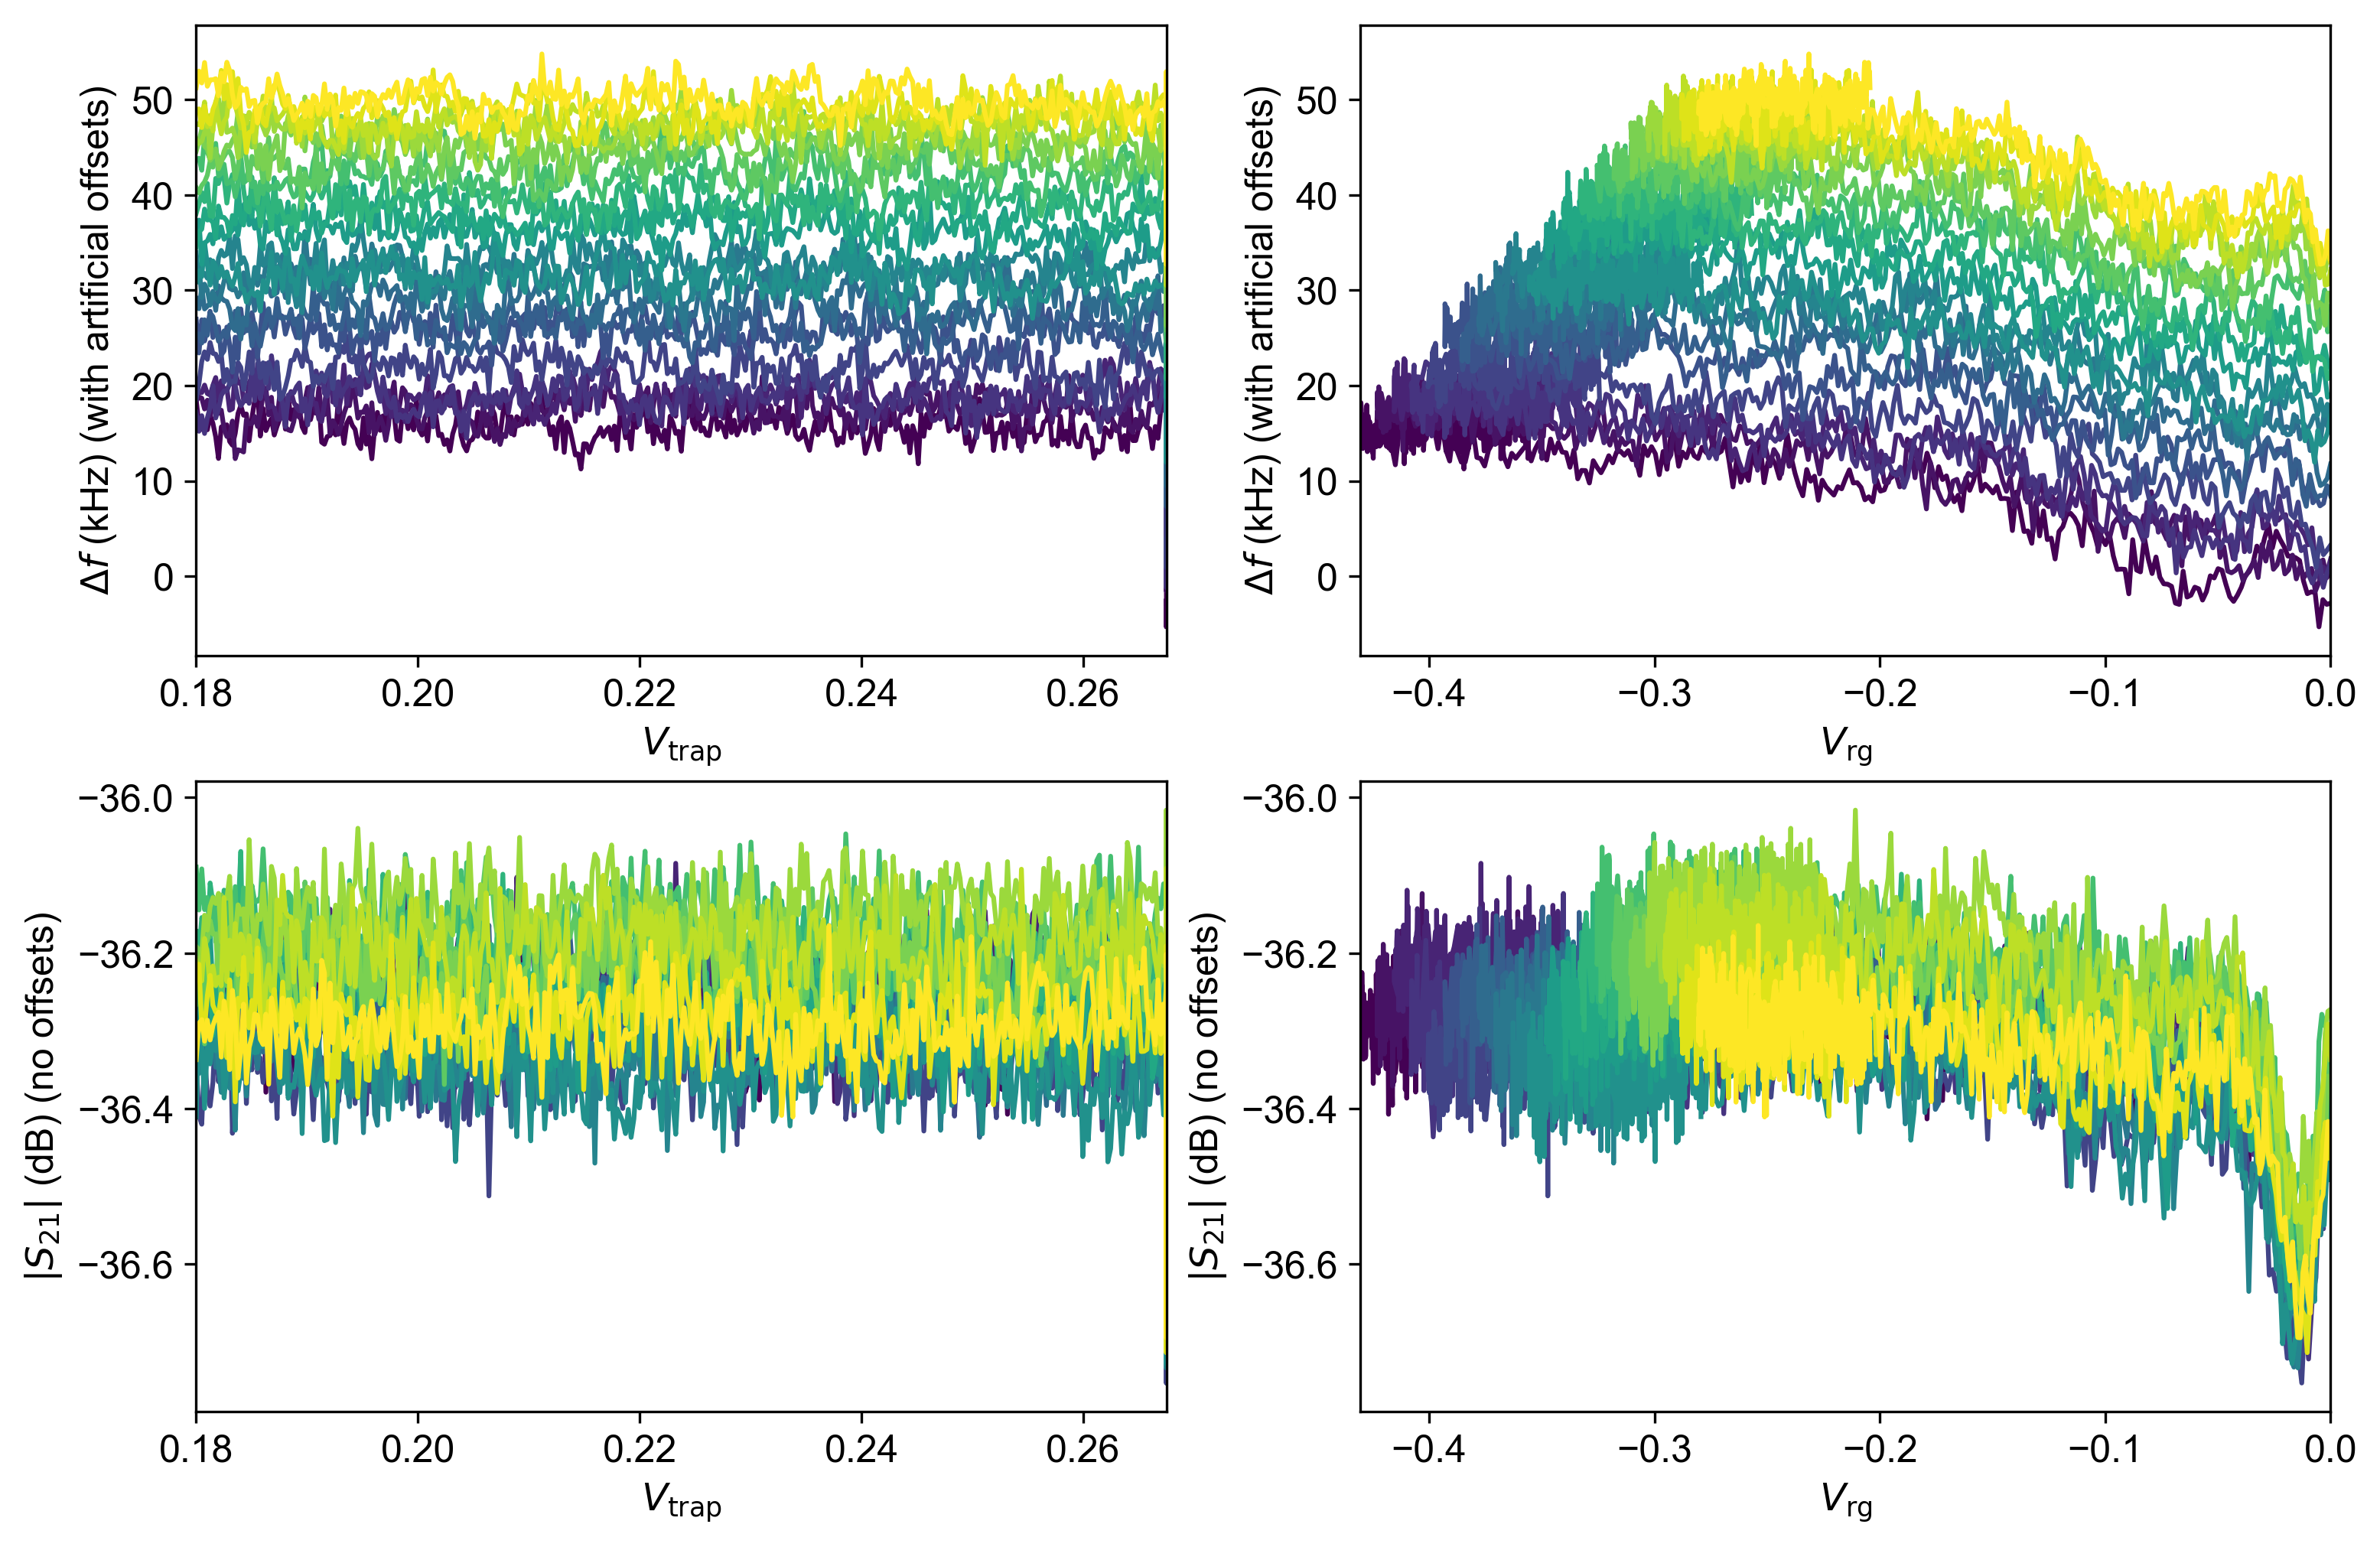 Δf (kHz) (with artificial offsets)
50
40
30
20
10
0
0.18 0.20 0.22 0.24 0.26
V_trap
Δf (kHz) (with artificial offsets)
50
40
30
20
10
0
−0.4 −0.3 −0.2 −0.1 0.0
V_rg
|S_21| (dB) (no offsets)
−36.0
−36.2
−36.4
−36.6
0.18 0.20 0.22 0.24 0.26
V_trap
|S_21| (dB) (no offsets)
−36.0
−36.2
−36.4
−36.6
−0.4 −0.3 −0.2 −0.1 0.0
V_rg